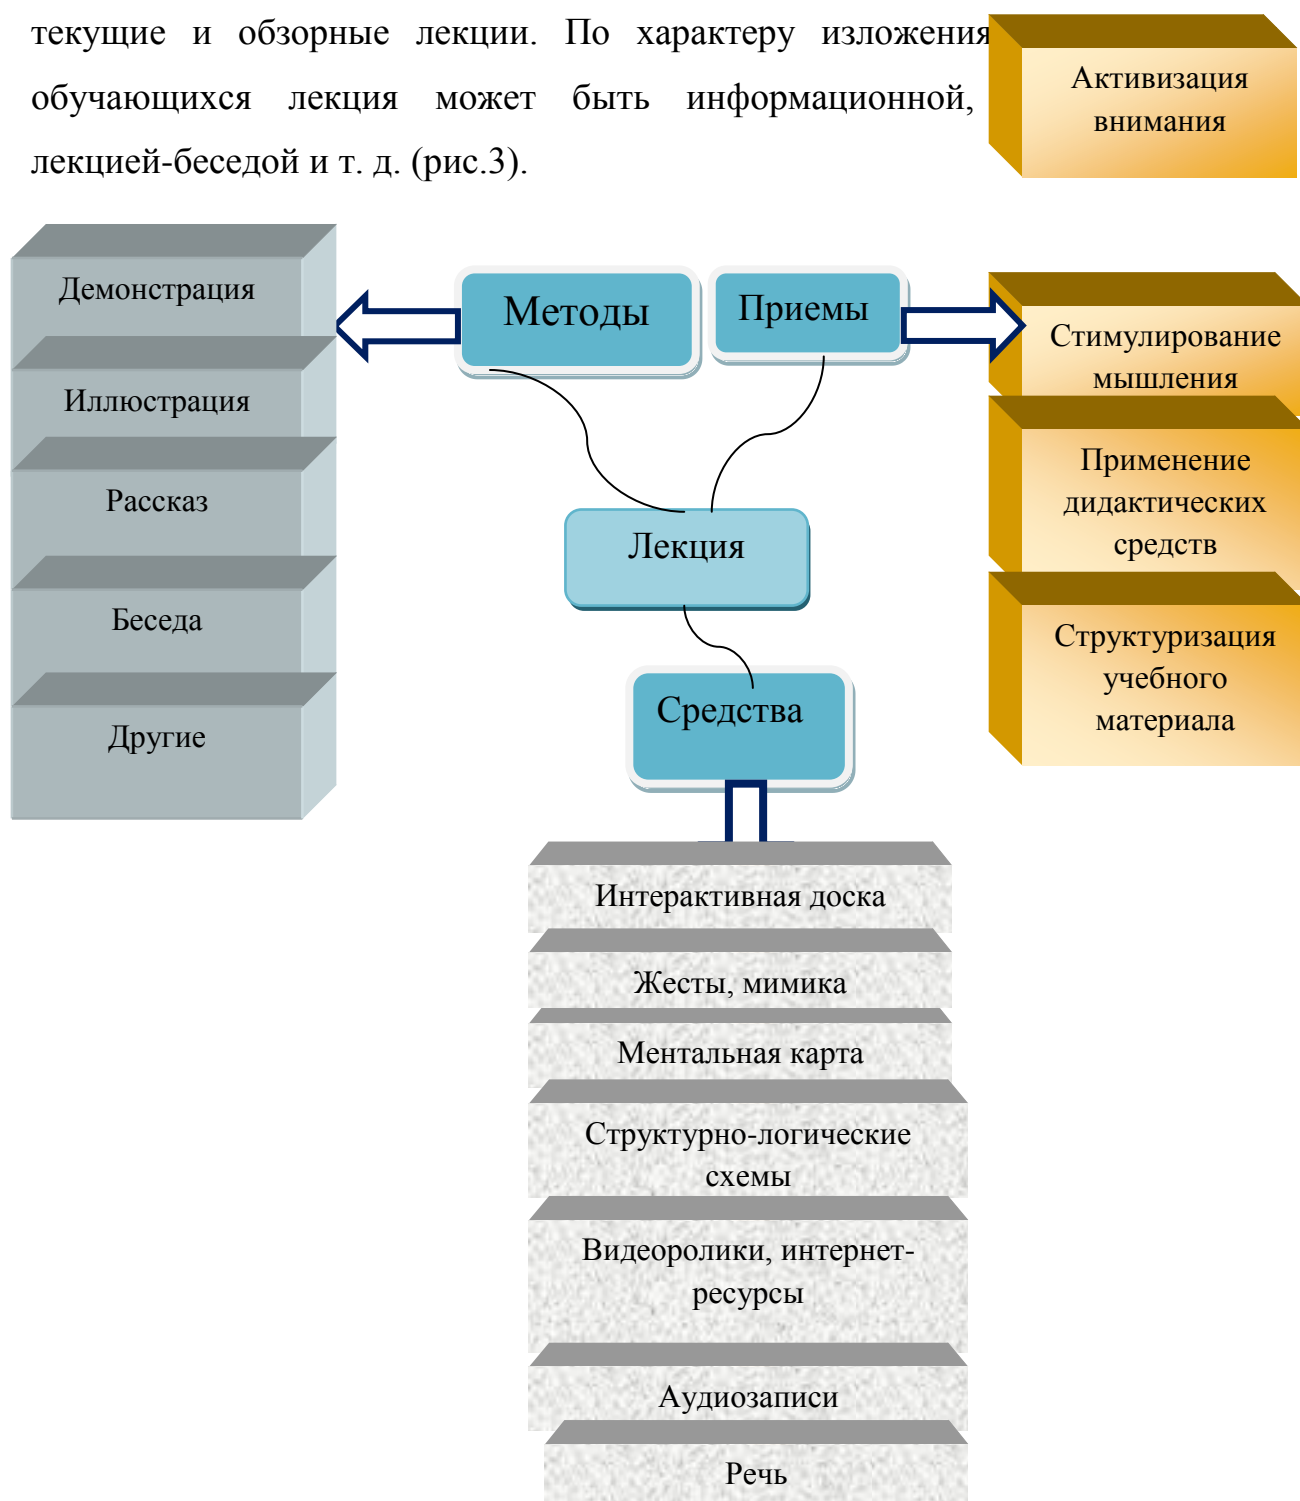 текущие и обзорные лекции. По характеру изложения
обучающихся лекция может быть информационной,
лекцией-беседой и т. д. (рис.3).
Активизация
внимания
Демонстрация
Иллюстрация
Рассказ
Беседа
Другие
Методы
Приемы
Лекция
Средства
Стимулирование
мышления
Применение
дидактических
средств
Структуризация
учебного
материала
Интерактивная доска
Жесты, мимика
Ментальная карта
Структурно-логические
схемы
Видеоролики, интернет-
ресурсы
Аудиозаписи
Речь